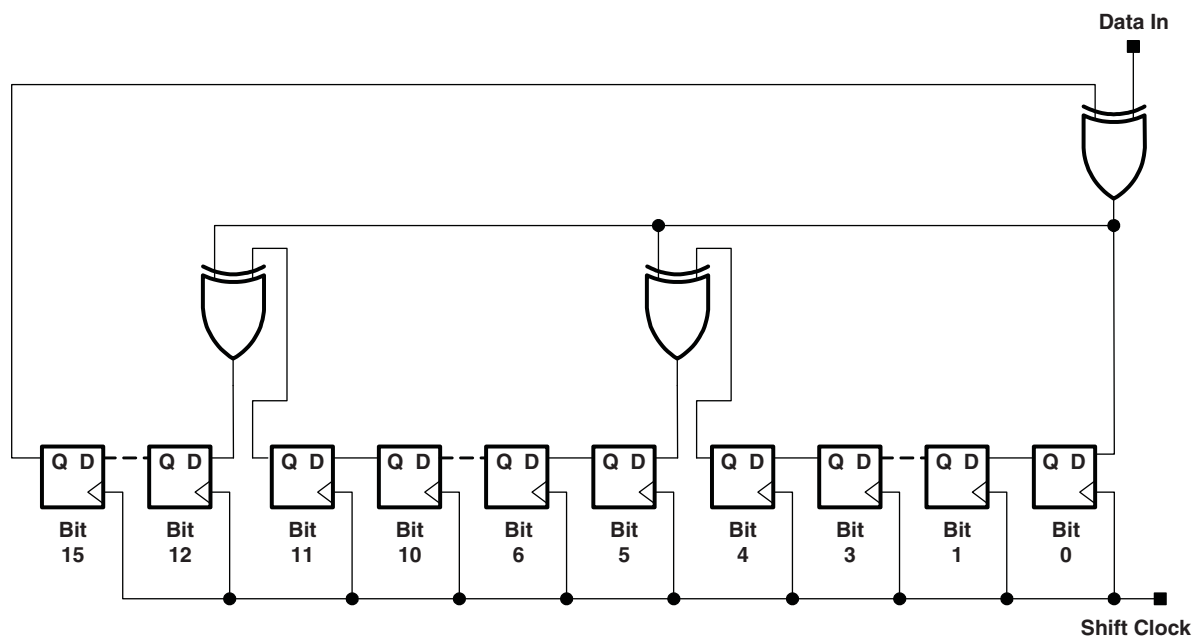 Data In
Q D
Q D
Q D
Q D
Q D
Q D
Q D
Q D
Q D
Q D
Bit
15
Bit
12
Bit
11
Bit
10
Bit
6
Bit
5
Bit
4
Bit
3
Bit
1
Bit
0
Shift Clock